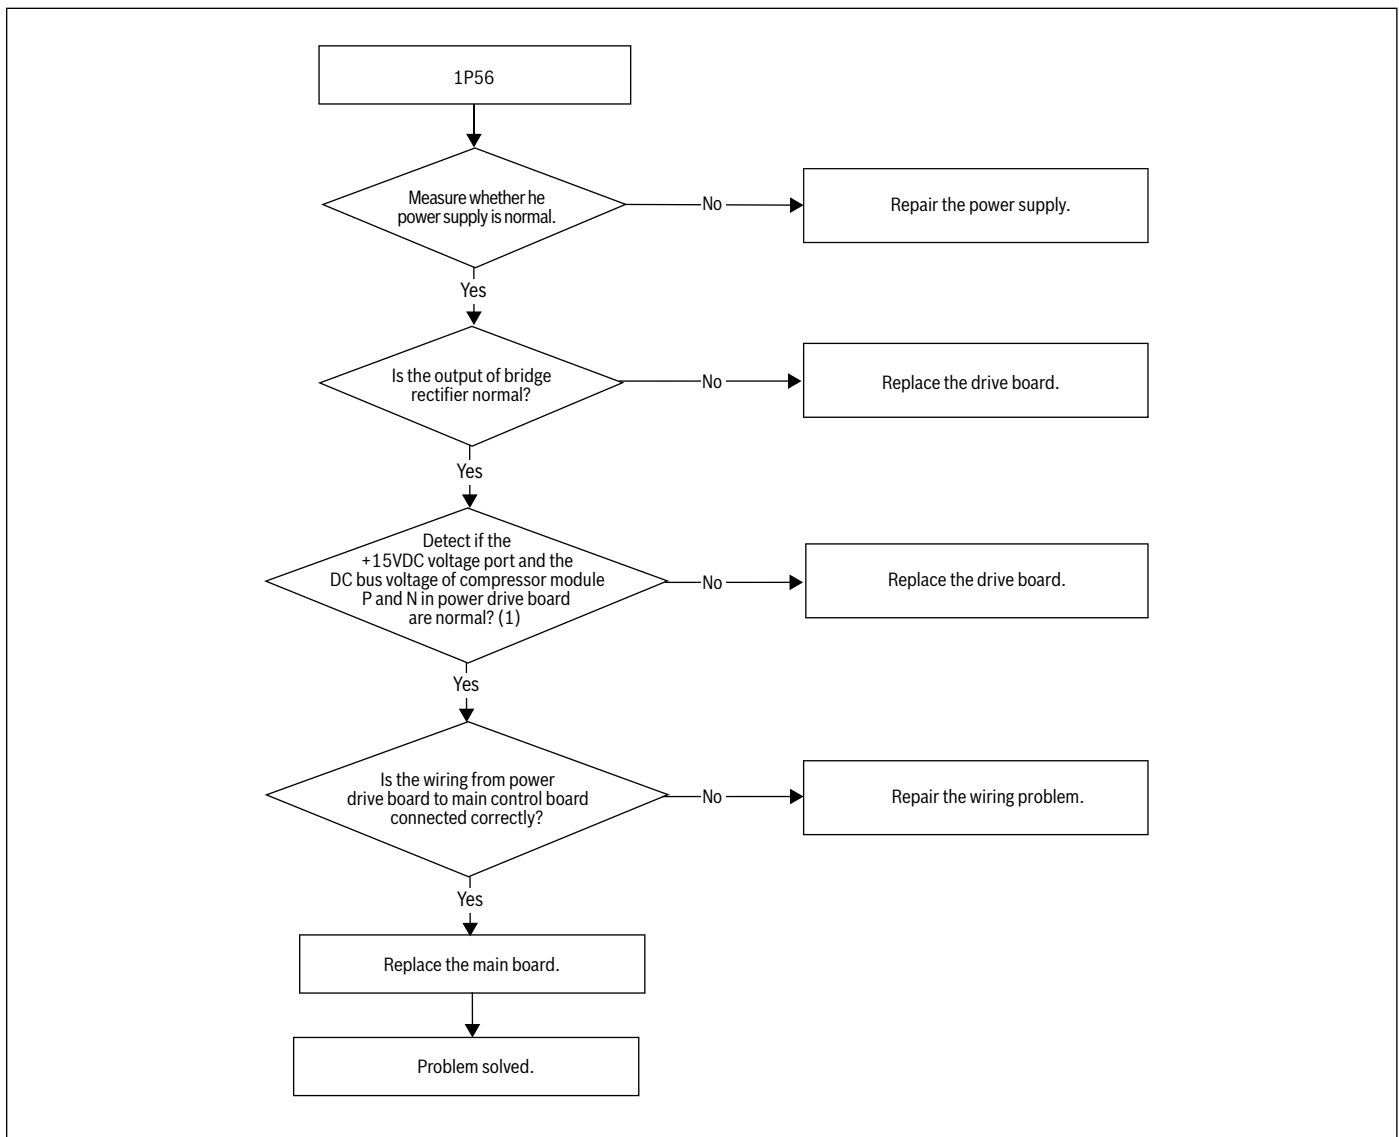 1P56
Measure whether he
power supply is normal.
No
Repair the power supply.
Yes
Is the output of bridge
rectifier normal?
No
Replace the drive board.
Yes
Detect if the
+15VDC voltage port and the
DC bus voltage of compressor module
P and N in power drive board
are normal? (1)
No
Replace the drive board.
Yes
Is the wiring from power
drive board to main control board
connected correctly?
No
Repair the wiring problem.
Yes
Replace the main board.
Problem solved.